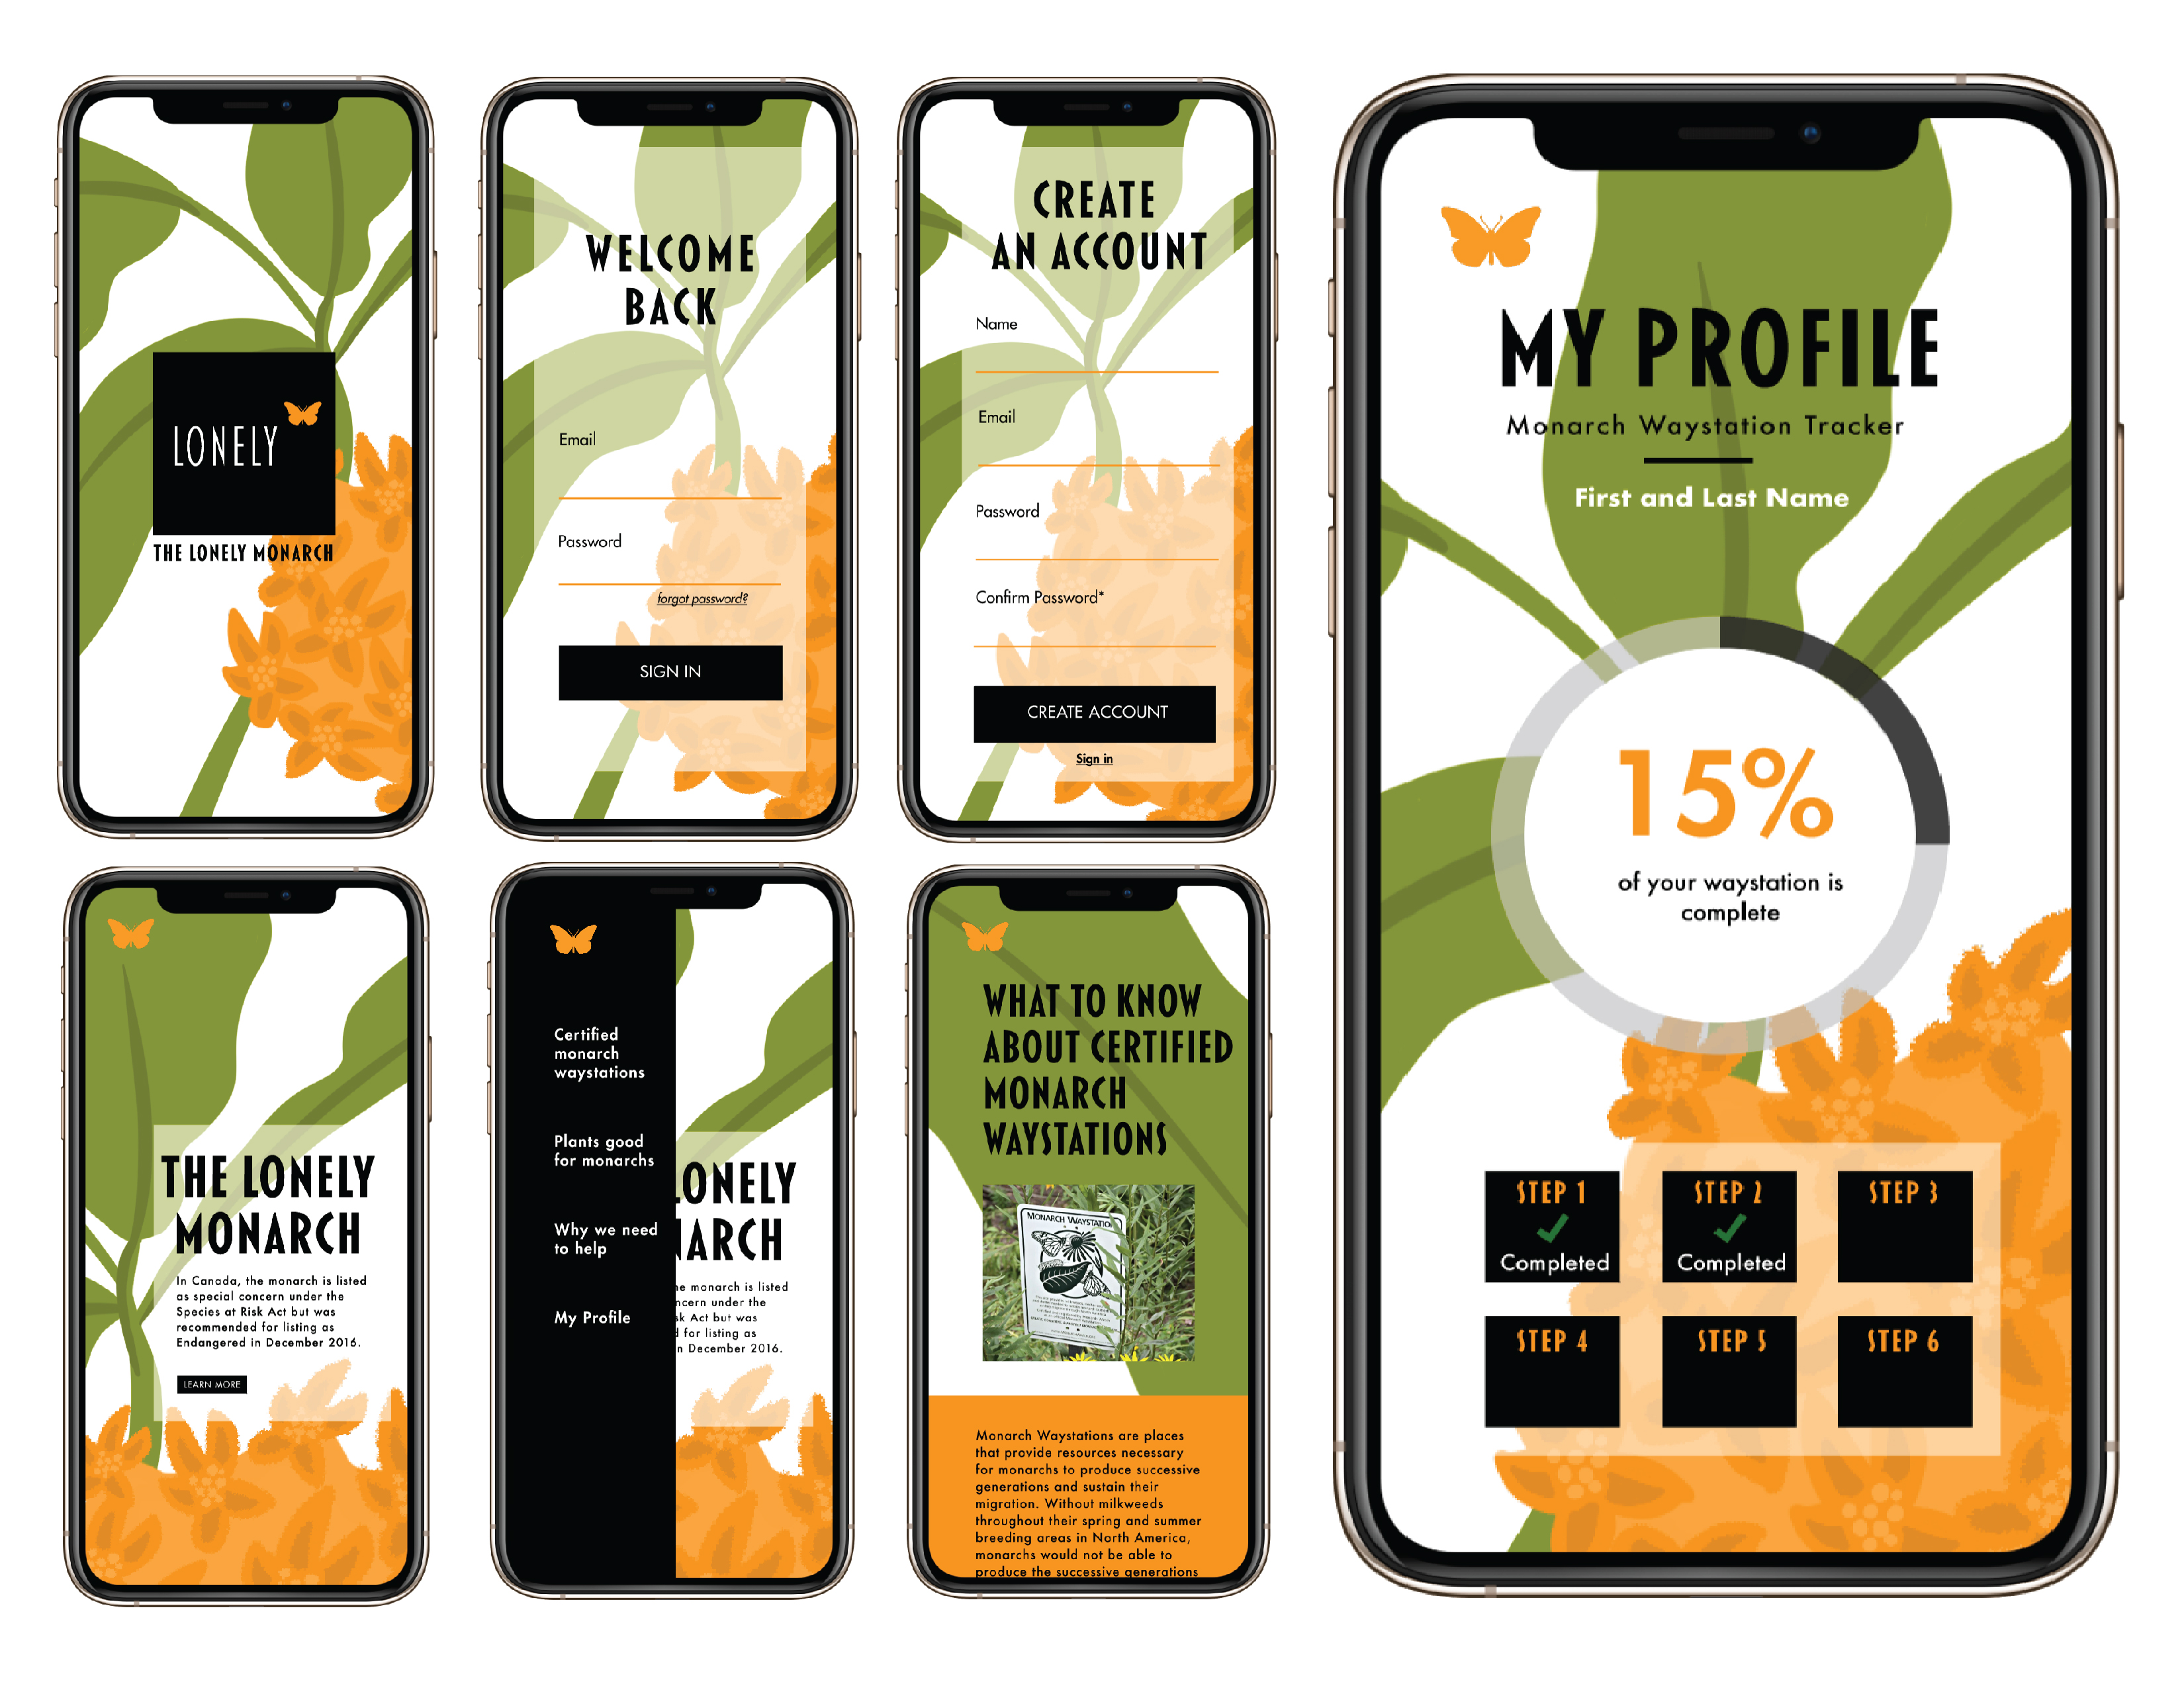 LONELY
THE LONELY MONARCH
WELCOME
BACK
Email
Password
forgot password?
SIGN IN
CREATE
AN ACCOUNT
Name
Email
Password
Confirm Password*
CREATE ACCOUNT
Sign in
MY PROFILE
Monarch Waystation Tracker
First and Last Name
15%
of your waystation is
complete
STEP 1
Completed
STEP 2
Completed
STEP 3
STEP 4
STEP 5
STEP 6
THE LONELY
MONARCH
In Canada, the monarch is listed
as special concern under the
Species at Risk Act but was
recommended for listing as
Endangered in December 2016.
LEARN MORE
Certified
monarch
waystations
Plants good
for monarchs
Why we need
to help
My Profile
LONELY
NARCH
he monarch is listed
ncern under the
sk Act but was
d for listing as
n December 2016.
WHAT TO KNOW
ABOUT CERTIFIED
MONARCH
WAYSTATIONS
MONARCH WAYSTATION
Monarch Waystations are places
that provide resources necessary
for monarchs to produce successive
generations and sustain their
migration. Without milkweeds
throughout their spring and summer
breeding areas in North America,
monarchs would not be able to
produce the successive generations